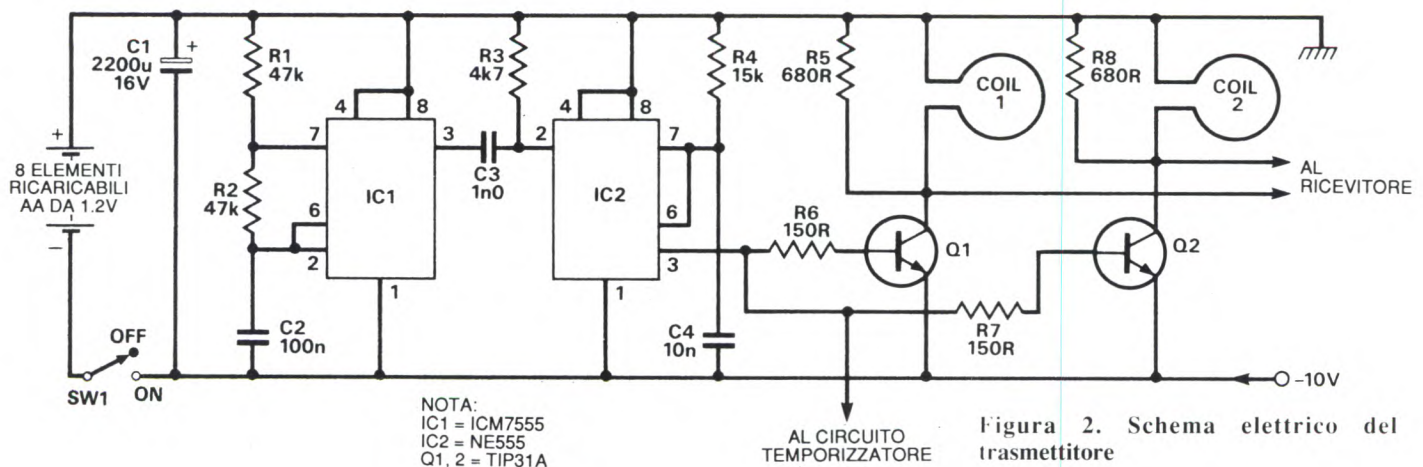 C1
2200u
16V
+
+
8 ELEMENTI
RICARICABILI
AA DA 1.2V
−
OFF
SW1
ON
R1
47k
R2
47k
C2
100n
4
8
7
3
6
2
IC1
1
C3
1n0
R3
4k7
4
8
2
7
6
3
IC2
1
R4
15k
C4
10n
R5
680R
COIL
1
R6
150R
Q1
R8
680R
COIL
2
AL
RICEVITORE
Q2
R7
150R
−10V
NOTA:
IC1 = ICM7555
IC2 = NE555
Q1, 2 = TIP31A
AL CIRCUITO
TEMPORIZZATORE
Figura 2. Schema elettrico del
trasmettitore